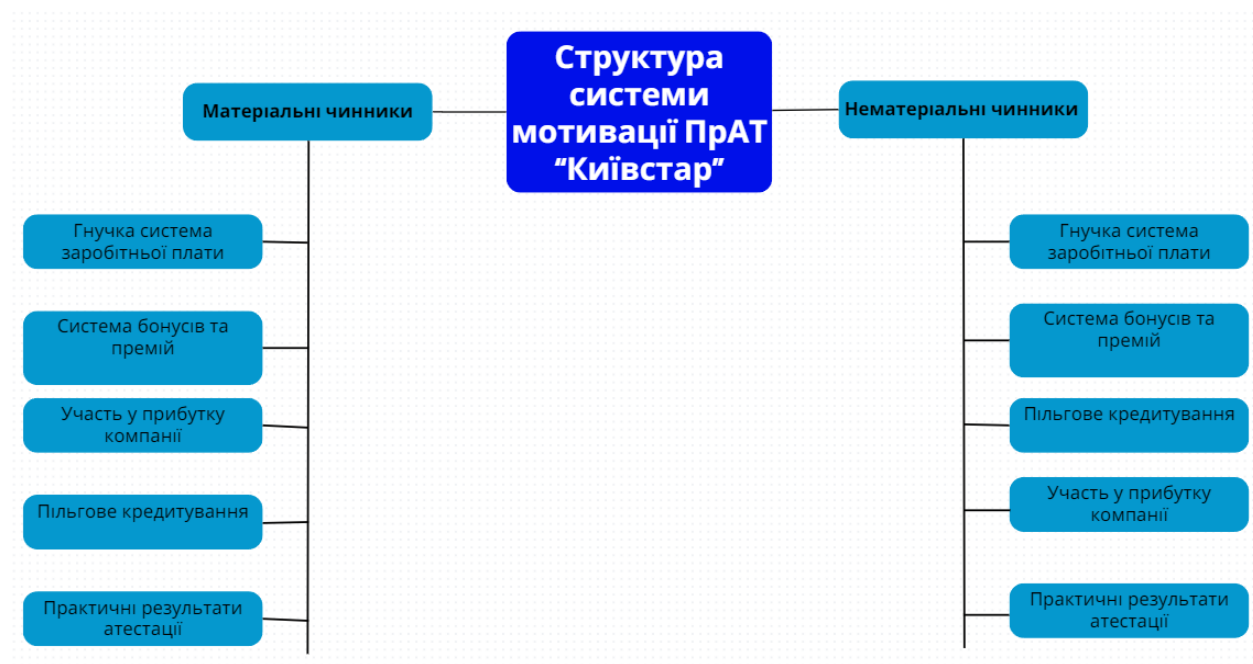 Структура
системи
мотивації ПрАТ
“Київстар”
Матеріальні чинники
Гнучка система
заробітньої плати
Система бонусів та
премій
Участь у прибутку
компанії
Пільгове кредитування
Практичні результати
атестації
Нематеріальні чинники
Гнучка система
заробітньої плати
Система бонусів та
премій
Пільгове кредитування
Участь у прибутку
компанії
Практичні результати
атестації